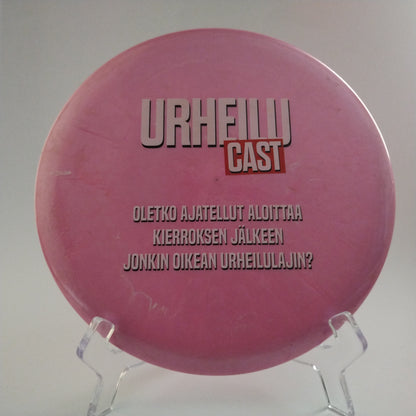 URHEILU
CAST
OLETKO AJATELLUT ALOITTAA
KIERROKSEN JÄLKEEN
JONKIN OIKEAN URHEILULAJIN?